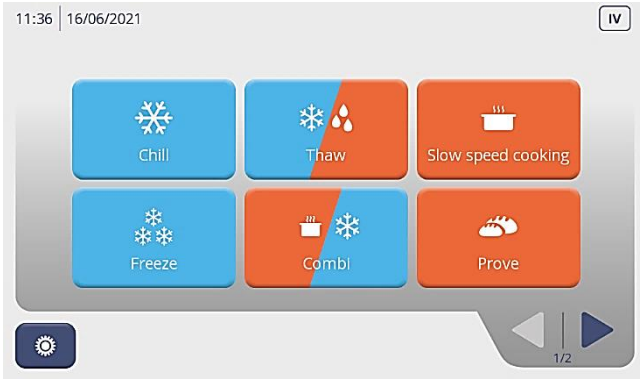 11:36 16/06/2021
IV
Chill
Thaw
Slow speed cooking
Freeze
Combi
Prove
1/2